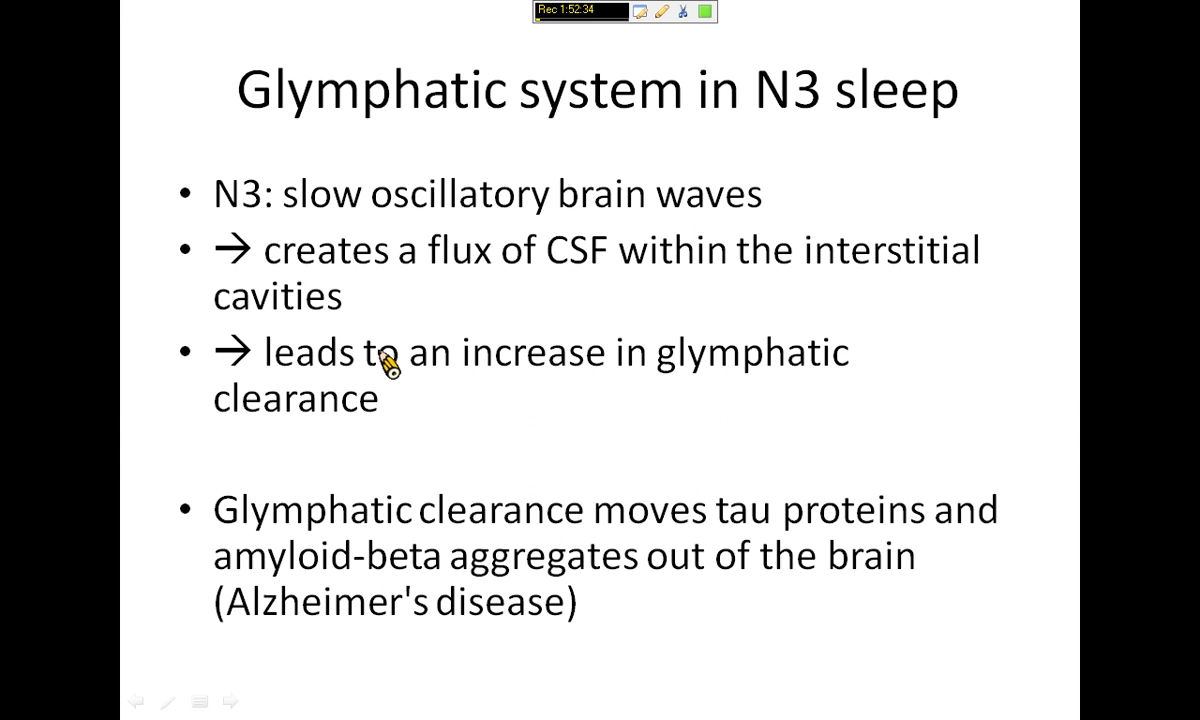 Rec 1:52:34
Glymphatic system in N3 sleep
• N3: slow oscillatory brain waves
• → creates a flux of CSF within the interstitial
cavities
• → leads to an increase in glymphatic
clearance
• Glymphatic clearance moves tau proteins and
amyloid-beta aggregates out of the brain
(Alzheimer's disease)